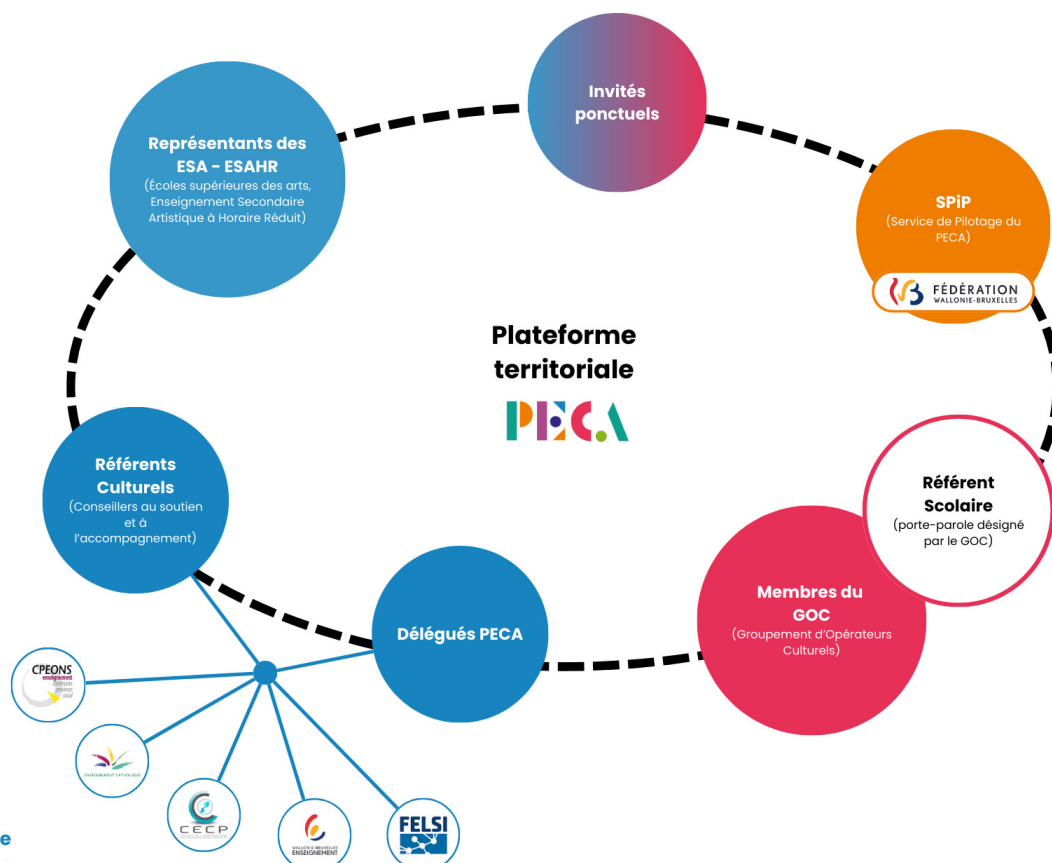 Invités
ponctuels
Représentants des
ESA - ESAHR
(Écoles supérieures des arts,
Enseignement Secondaire
Artistique à Horaire Réduit)
SPiP
(Service de Pilotage du
PECA)
FÉDÉRATION
WALLONIE-BRUXELLES
Plateforme
territoriale
PECA
Référents
Culturels
(Conseillers au soutien
et à
l'accompagnement)
Référent
Scolaire
(porte-parole désigné
par le GOC)
Membres du
GOC
(Groupement d'Opérateurs
Culturels)
Délégués PECA
CPEONS
enseignement
ENSEIGNEMENT CATHOLIQUE
CECP
WALLONIE-BRUXELLES
ENSEIGNEMENT
FELSI
e